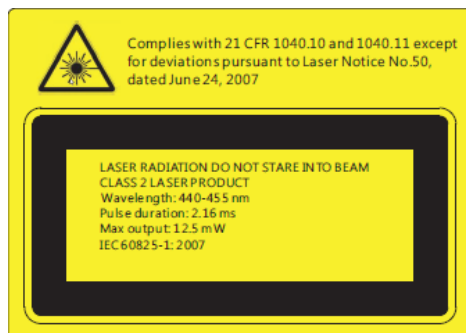 Complies with 21 CFR 1040.10 and 1040.11 except
for deviations pursuant to Laser Notice No.50,
dated June 24, 2007
LASER RADIATION DO NOT STARE INTO BEAM
CLASS 2 LASER PRODUCT
Wavelength: 440-455 nm
Pulse duration: 2.16 ms
Max output: 12.5 mW
IEC60825-1: 2007